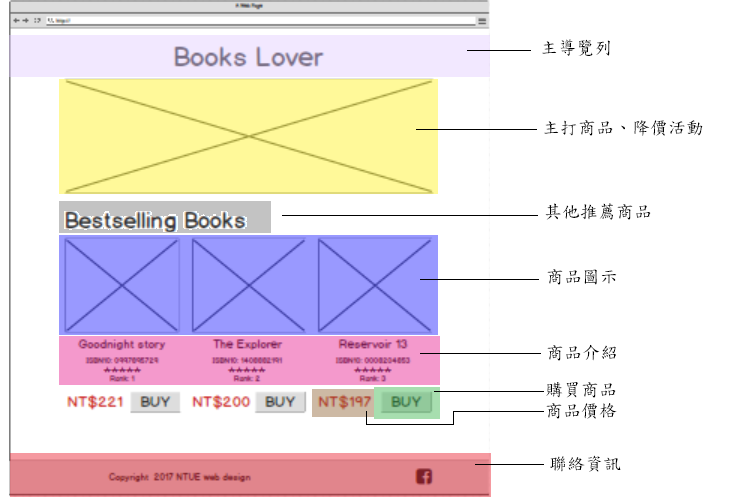 A Web Page
http://
Books Lover
主導覽列
主打商品、降價活動
Bestselling Books
其他推薦商品
商品圖示
Goodnight story The Explorer Reservoir 13
ISBN10: 0997895729 ISBN10: 1408882191 ISBN10: 0008204853
★★★★★ ★★★★★ ★★★★★
Rank: 1 Rank: 2 Rank: 3
商品介紹
NT$221 BUY NT$200 BUY NT$197 BUY
購買商品
商品價格
Copyright 2017 NTUE web design
聯絡資訊